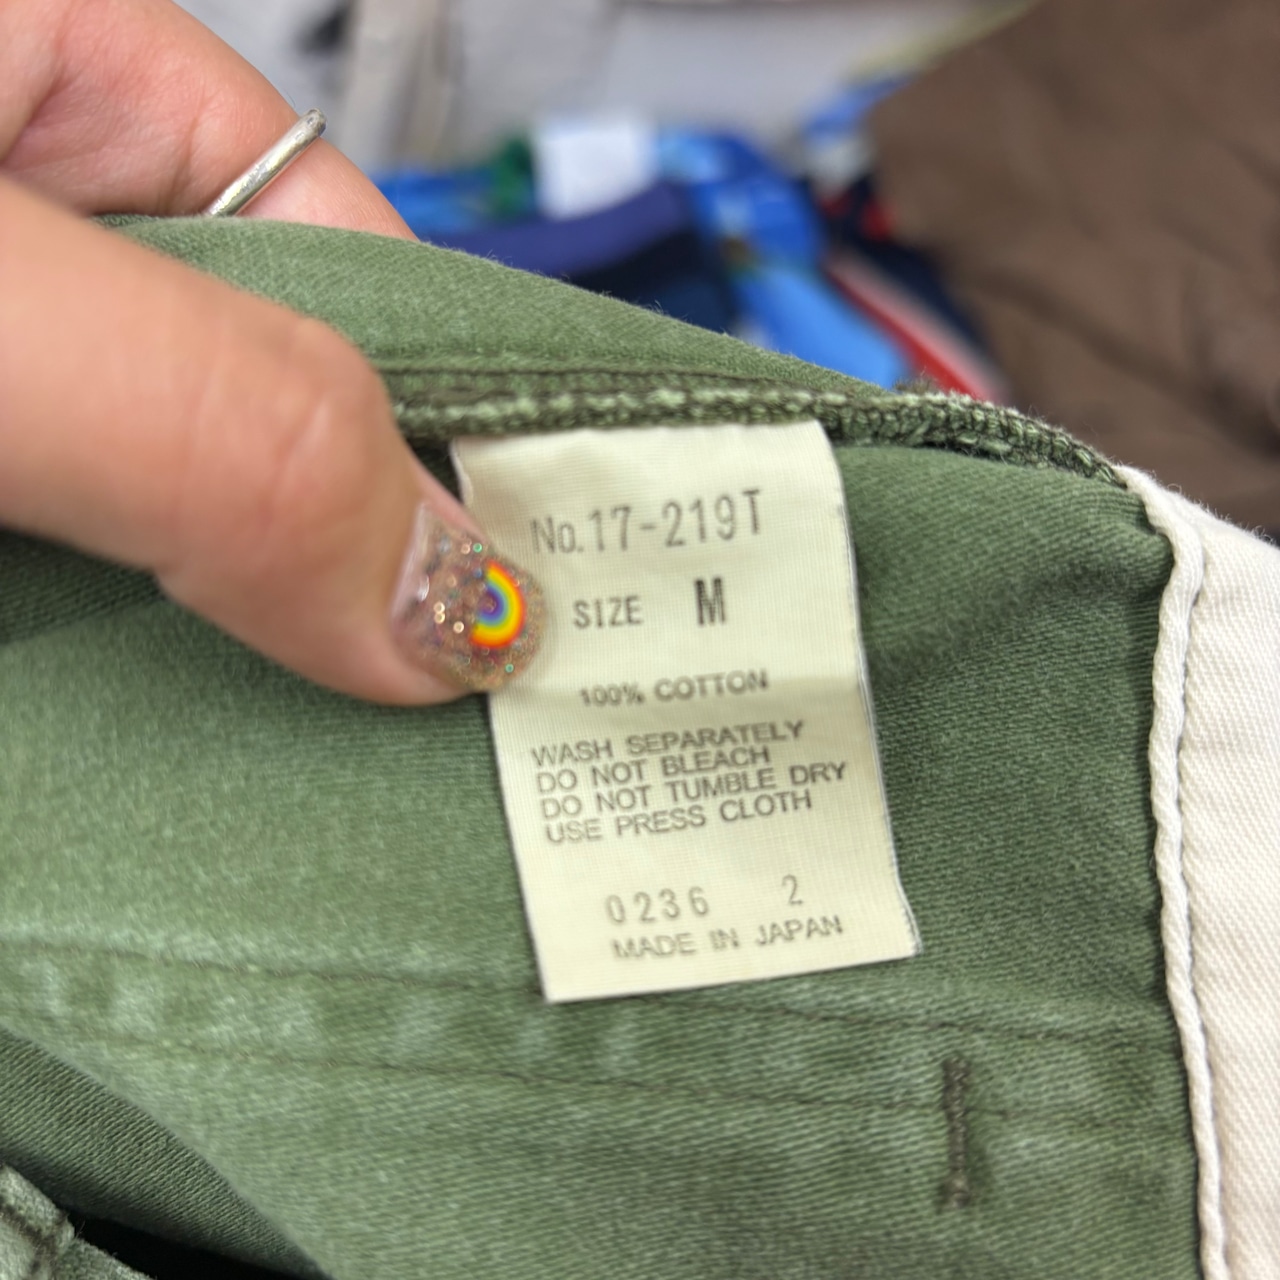 No.17-219T
SIZE M
100% COTTON
WASH SEPARATELY
DO NOT BLEACH
DO NOT TUMBLE DRY
USE PRESS CLOTH
0236 2
MADE IN JAPAN